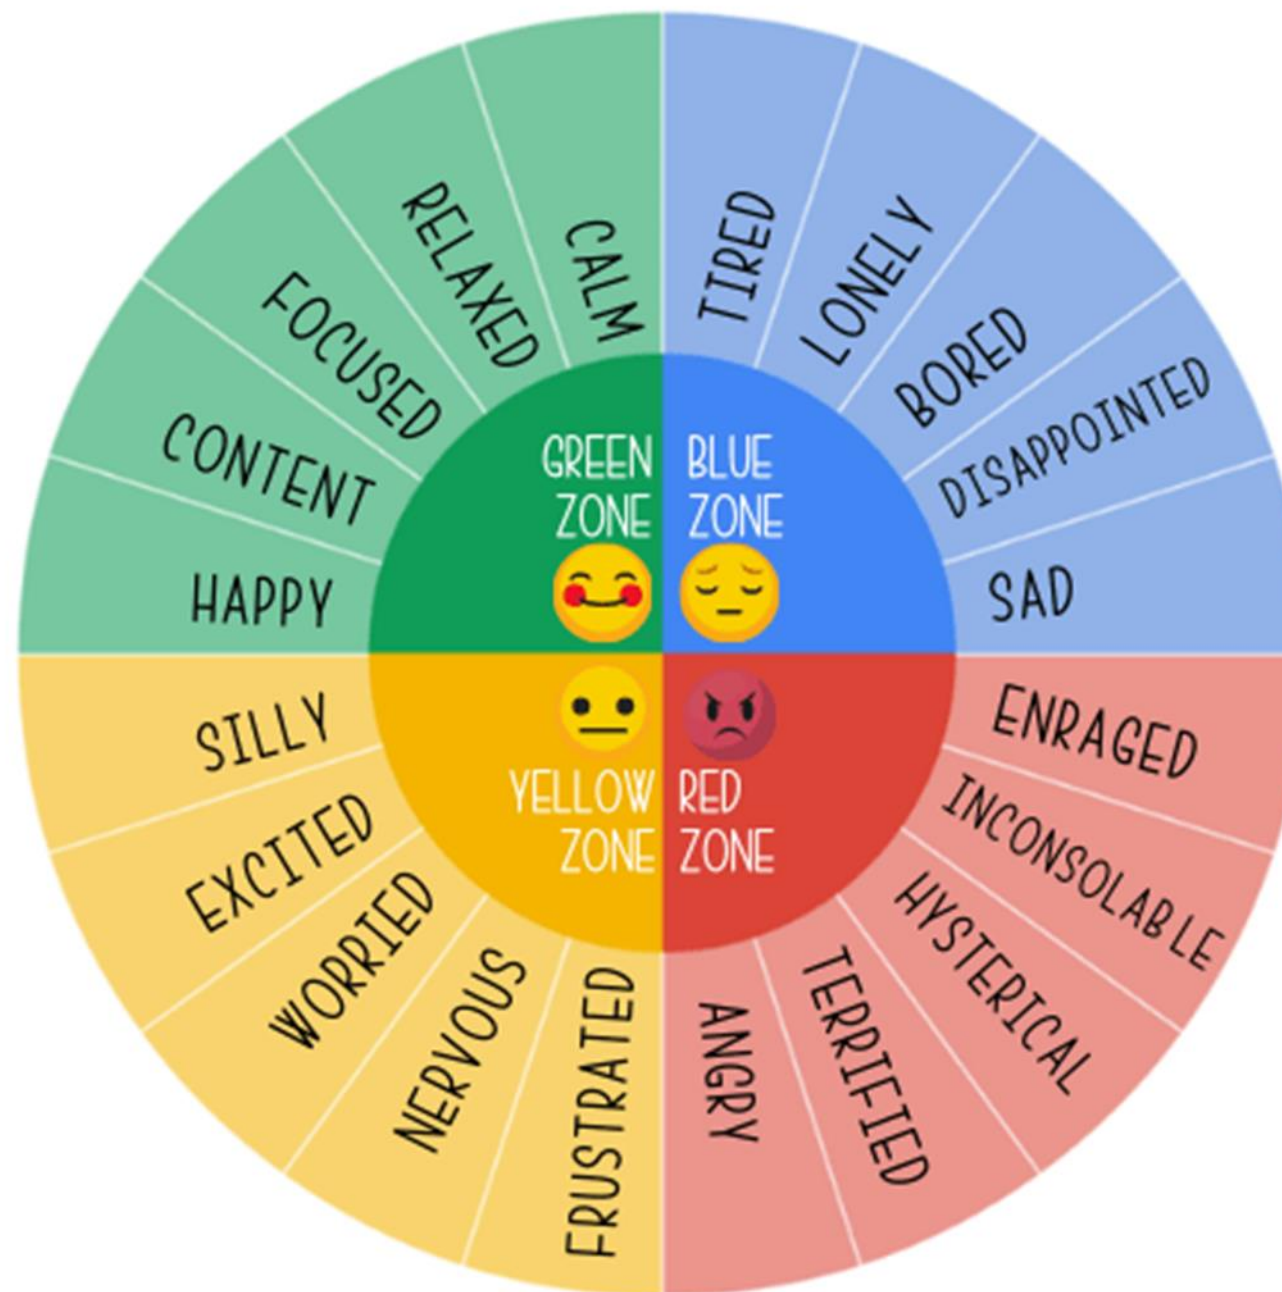 CALM
RELAXED
FOCUSED
CONTENT
HAPPY
GREEN
ZONE
TIRED
LONELY
BORED
DISAPPOINTED
SAD
BLUE
ZONE
SILLY
EXCITED
WORRIED
NERVOUS
FRUSTRATED
YELLOW
ZONE
ENRAGED
INCONSOLABLE
HYSTERICAL
TERRIFIED
ANGRY
RED
ZONE